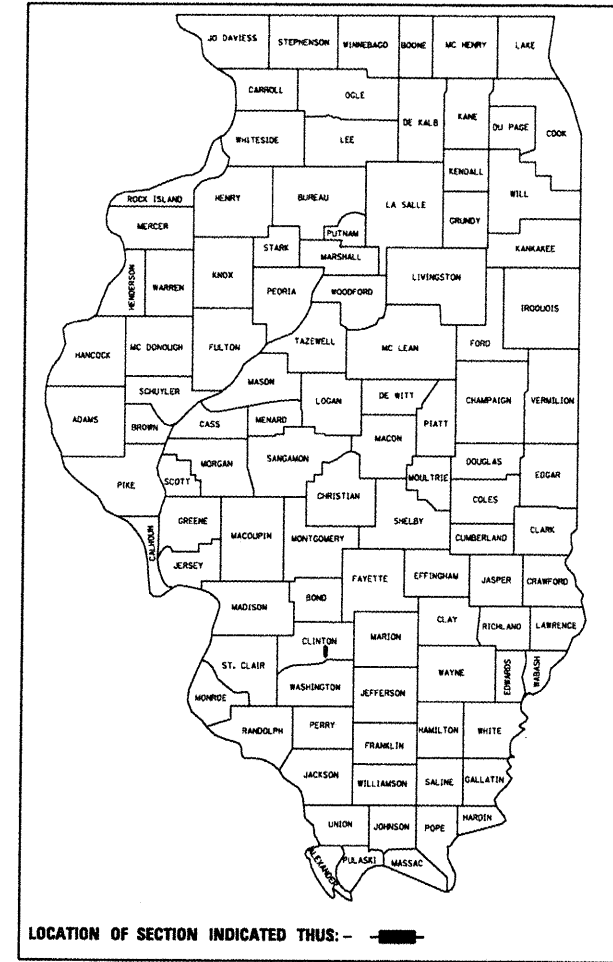 JO DAVIESS STEPHENSON WINNEBAGO BOONE MC HENRY LAKE
CARROLL OGLE DE KALB KANE DU PAGE COOK
WHITESIDE LEE
KENDALL WILL
ROCK ISLAND HENRY BUREAU LA SALLE GRUNDY
MERCER PUTNAM
STARK MARSHALL KANKAKEE
HENDERSON WARREN KNOX PEORIA WOODFORD LIVINGSTON
IROQUOIS
HANCOCK MC DONOUGH FULTON TAZEWELL MC LEAN FORD
SCHUYLER MASON DE WITT
ADAMS BROWN CASS MENARD LOGAN PIATT CHAMPAIGN VERMILION
MACON
PIKE SCOTT MORGAN SANGAMON MOULTRIE DOUGLAS EDGAR
CHRISTIAN COLES
GREENE MACOUPIN MONTGOMERY SHELBY CUMBERLAND CLARK
CALHOUN JERSEY
FAYETTE EFFINGHAM JASPER CRAWFORD
MADISON BOND
CLAY RICHLAND LAWRENCE
CLINTON MARION
ST. CLAIR WAYNE EDWARDS WABASH
WASHINGTON JEFFERSON
MONROE
RANDOLPH PERRY HAMILTON WHITE
FRANKLIN
JACKSON WILLIAMSON SALINE GALLATIN
UNION JOHNSON POPE HARDIN
ALEXANDER PULASKI MASSAC
LOCATION OF SECTION INDICATED THUS: -